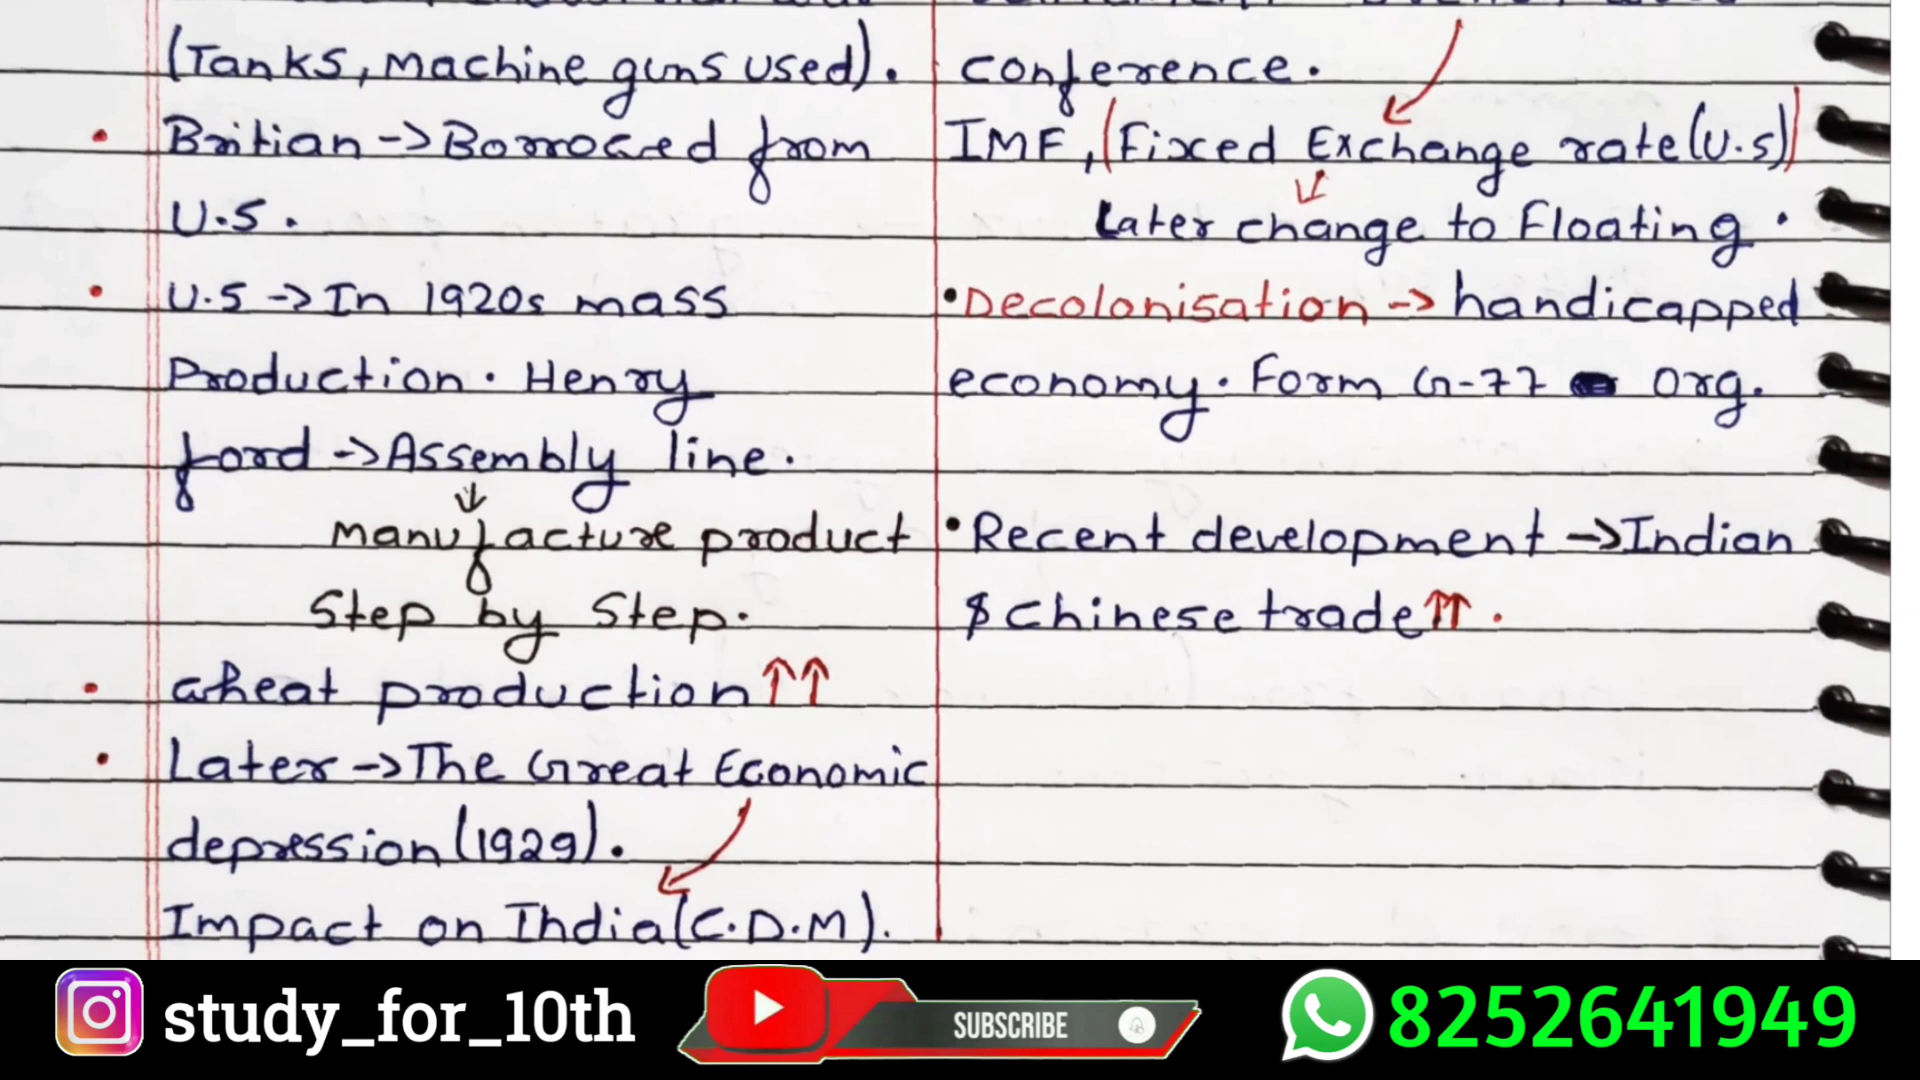 (Tanks, machine guns used).
Britian -> Borrowed from
U.S.
U.S -> In 1920s mass
Production. Henry
ford -> Assembly line.
↓
manufacture product
Step by Step.
wheat production ↑↑
Later -> The Great Economic
depression (1929).
Impact on India (C.D.M).
conference.
IMF, (Fixed Exchange rate (U.S))
Later change to Floating.
• Decolonisation -> handicapped
economy. Form G-77 org.
• Recent development -> Indian
$ chinese trade ↑↑.
study_for_10th
SUBSCRIBE
8252641949